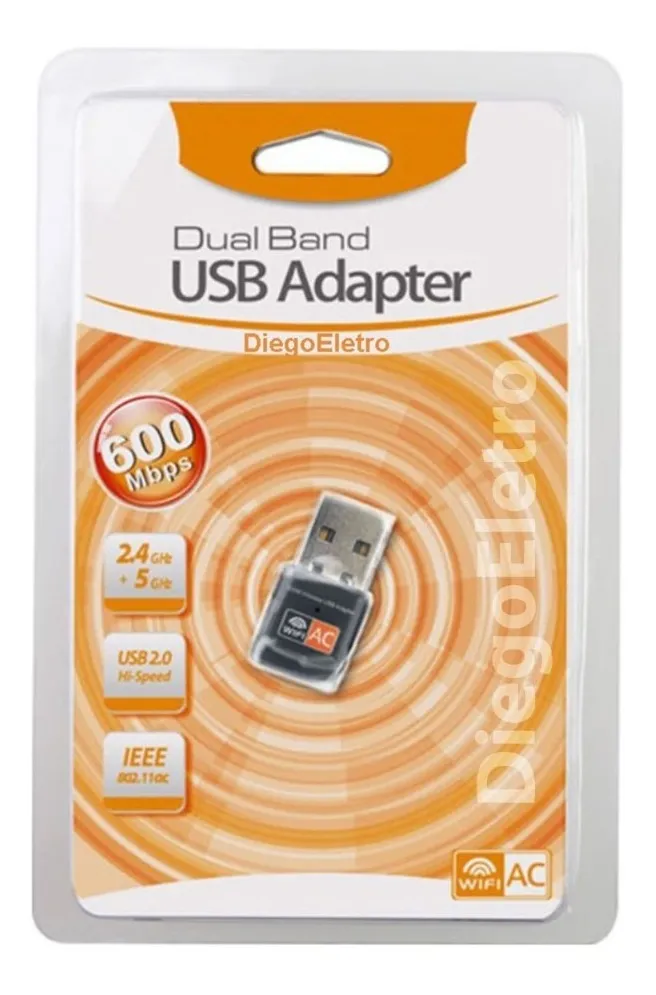 Dual Band
USB Adapter
DiegoEletro
600
Mbps
2.4 GHz
+ 5 GHz
USB 2.0
Hi-Speed
IEEE
802.11ac
WiFi AC
DiegoEletro
WiFi AC